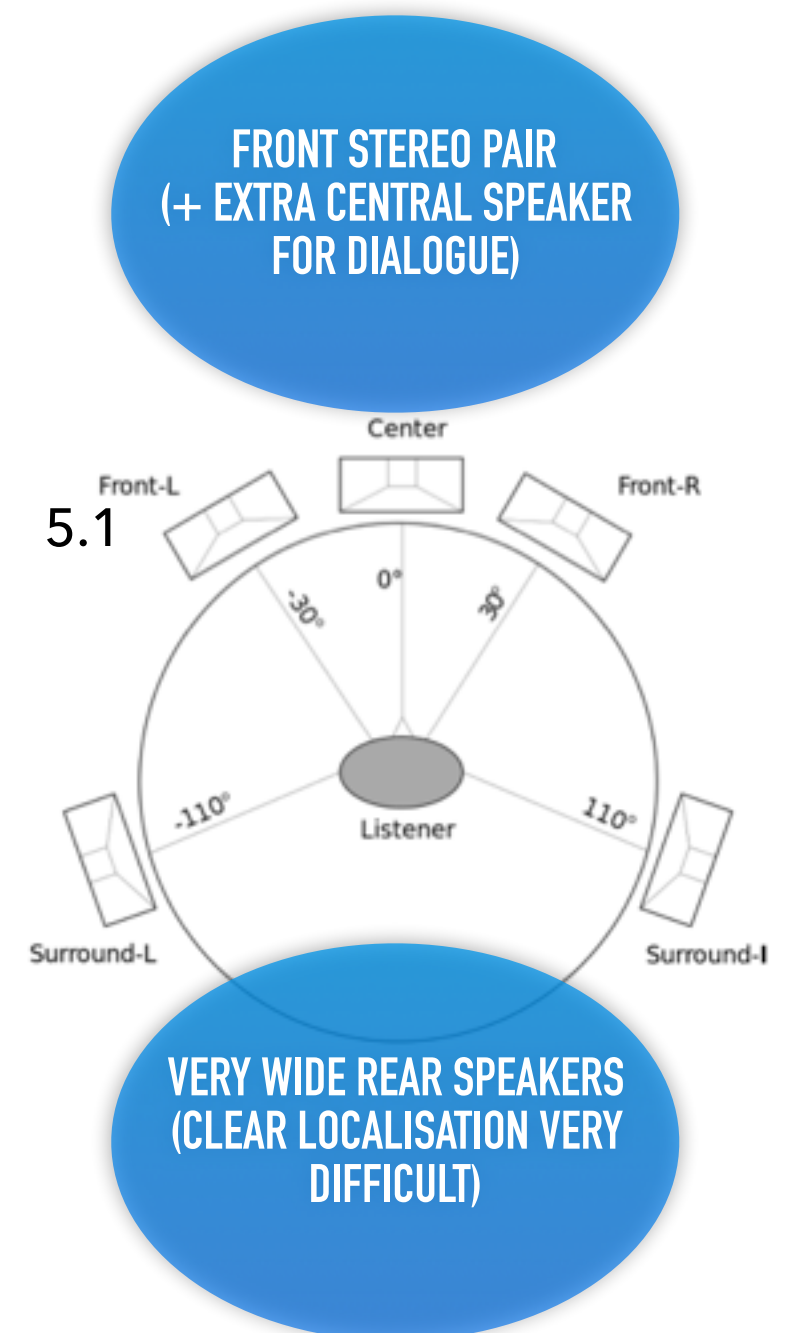 FRONT STEREO PAIR
(+ EXTRA CENTRAL SPEAKER
FOR DIALOGUE)
Center
Front-L
Front-R
5.1
-30°
0°
30°
-110°
110°
Listener
Surround-L
Surround-I
VERY WIDE REAR SPEAKERS
(CLEAR LOCALISATION VERY
DIFFICULT)